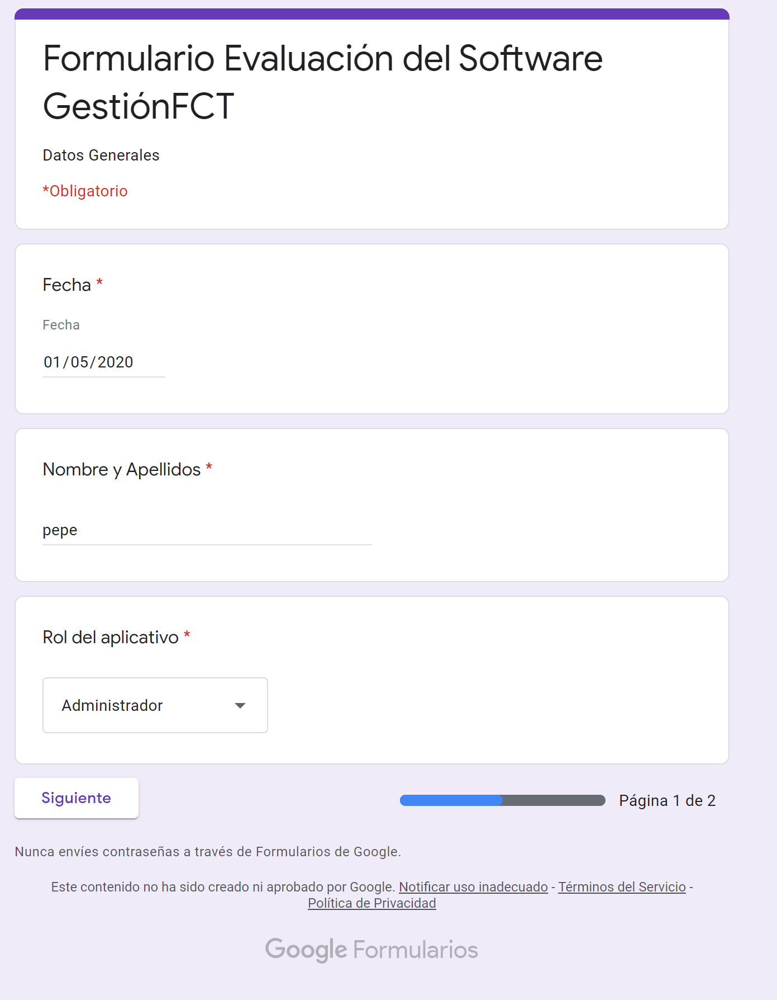 Formulario Evaluación del Software
GestiónFCT
Datos Generales
*Obligatorio
Fecha *
Fecha
01/05/2020
Nombre y Apellidos *
pepe
Rol del aplicativo *
Administrador
Siguiente
Página 1 de 2
Nunca envíes contraseñas a través de Formularios de Google.
Este contenido no ha sido creado ni aprobado por Google. Notificar uso inadecuado - Términos del Servicio -
Política de Privacidad
Google Formularios